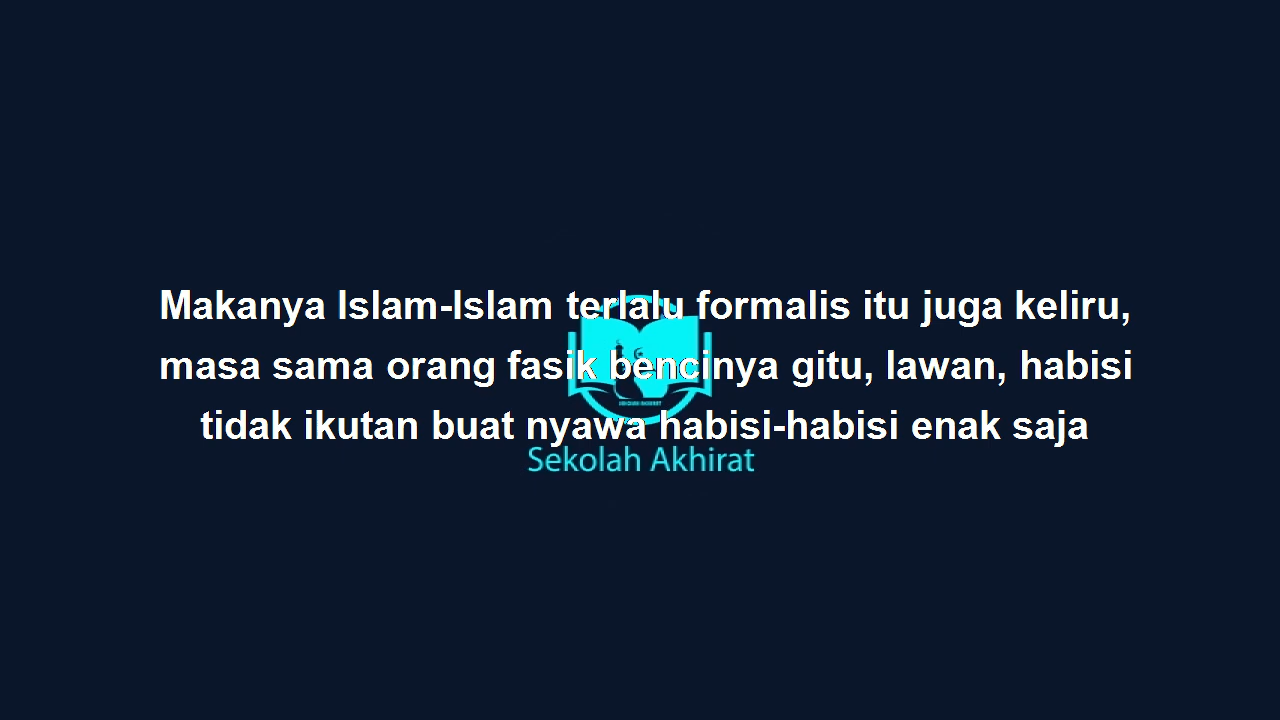 Makanya Islam-Islam terlalu formalis itu juga keliru,
masa sama orang fasik bencinya gitu, lawan, habisi
tidak ikutan buat nyawa habisi-habisi enak saja
Sekolah Akhirat